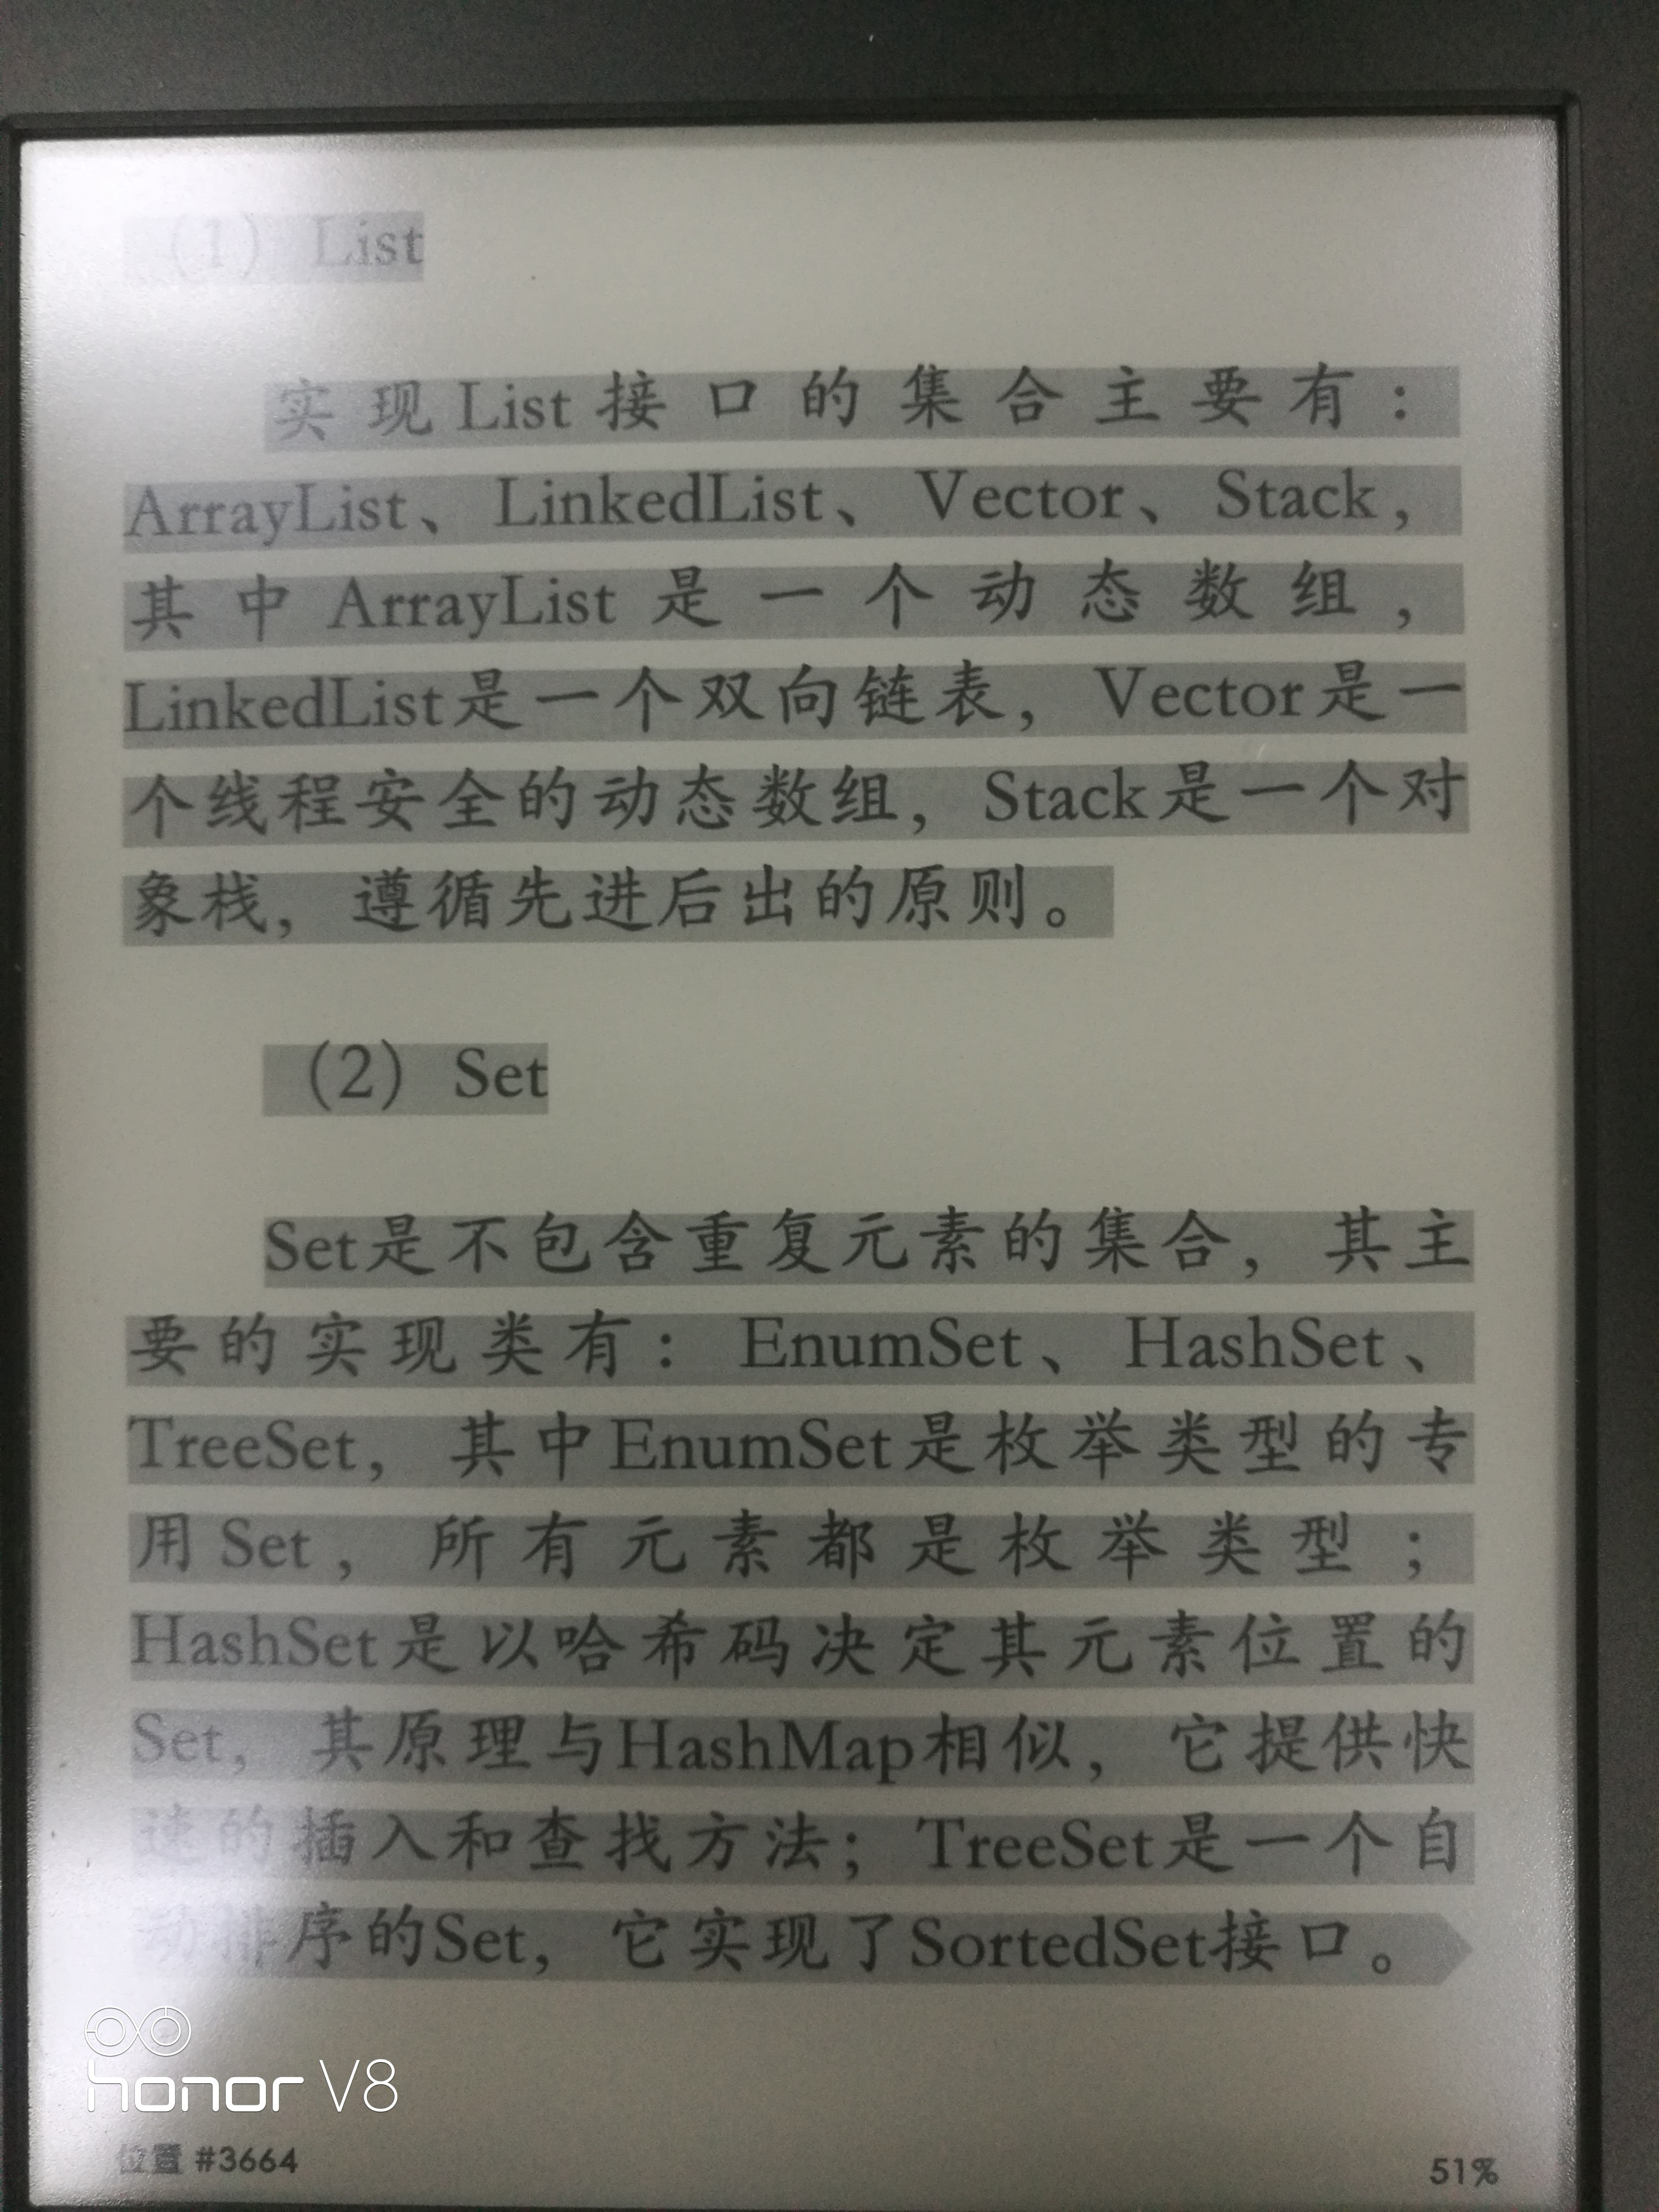 （1） List
实现List接口的集合主要有：
ArrayList、LinkedList、Vector、Stack，
其中ArrayList是一个动态数组，
LinkedList是一个双向链表，Vector是一
个线程安全的动态数组，Stack是一个对
象栈，遵循先进后出的原则。
（2） Set
Set是不包含重复元素的集合，其主
要的实现类有：EnumSet、HashSet、
TreeSet，其中EnumSet是枚举类型的专
用Set，所有元素都是枚举类型；
HashSet是以哈希码决定其元素位置的
Set，其原理与HashMap相似，它提供快
速的插入和查找方法；TreeSet是一个自
动排序的Set，它实现了SortedSet接口。
honor V8
位置 #3664
51%